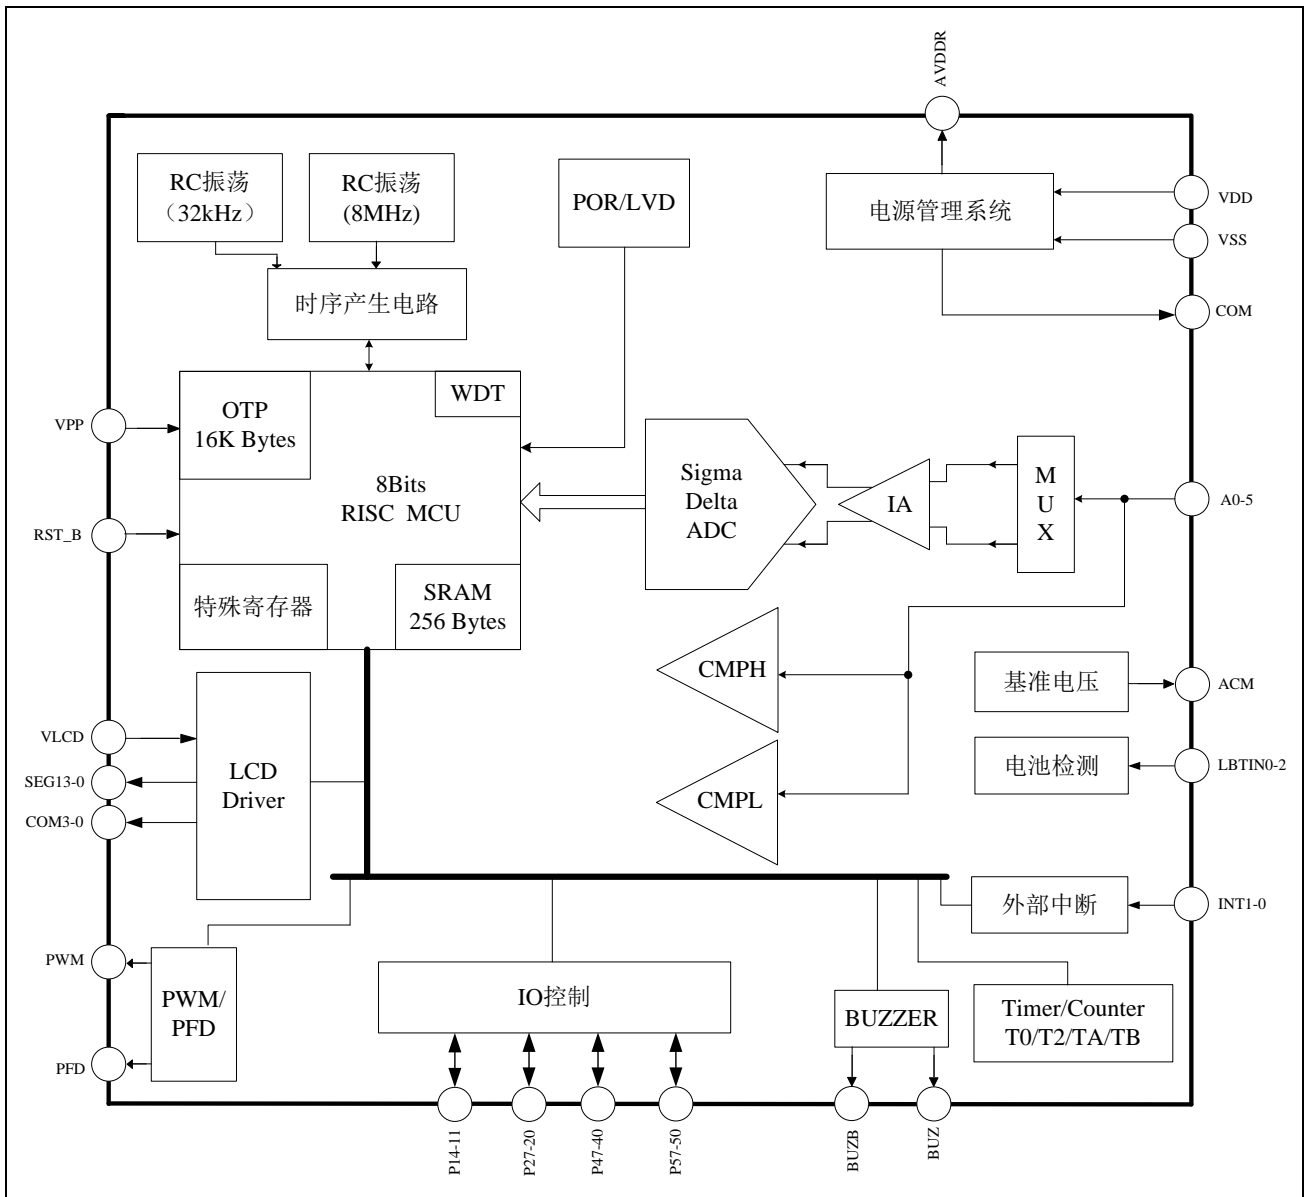 AVDDR
RC振荡
（32kHz）
RC振荡
(8MHz)
POR/LVD
电源管理系统
VDD
VSS
COM
时序产生电路
VPP
OTP
16K Bytes
WDT
8Bits
RISC MCU
RST_B
特殊寄存器
SRAM
256 Bytes
Sigma
Delta
ADC
IA
M
U
X
A0-5
CMPH
CMPL
基准电压
ACM
电池检测
LBTIN0-2
VLCD
SEG13-0
COM3-0
LCD
Driver
外部中断
INT1-0
PWM
PFD
PWM/
PFD
IO控制
BUZZER
Timer/Counter
T0/T2/TA/TB
P14-11
P27-20
P47-40
P57-50
BUZB
BUZ